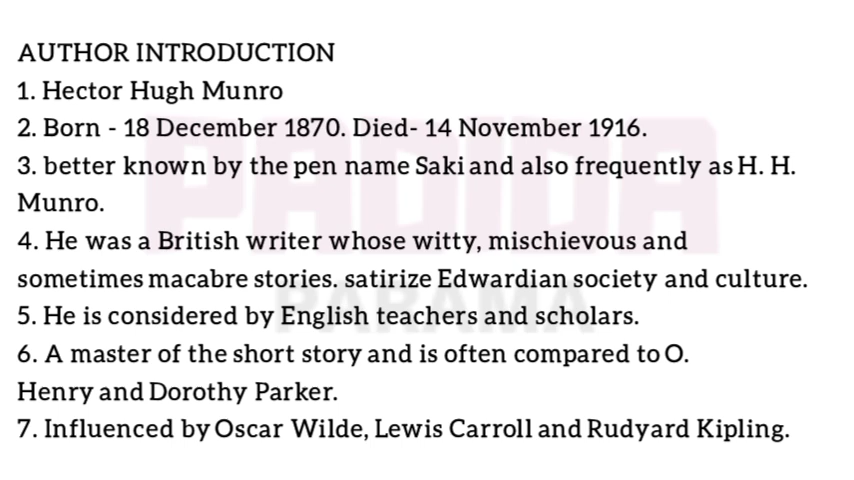 AUTHOR INTRODUCTION
1. Hector Hugh Munro
2. Born - 18 December 1870. Died- 14 November 1916.
3. better known by the pen name Saki and also frequently as H. H.
Munro.
4. He was a British writer whose witty, mischievous and
sometimes macabre stories. satirize Edwardian society and culture.
5. He is considered by English teachers and scholars.
6. A master of the short story and is often compared to O.
Henry and Dorothy Parker.
7. Influenced by Oscar Wilde, Lewis Carroll and Rudyard Kipling.
PADIDA
PARAMA